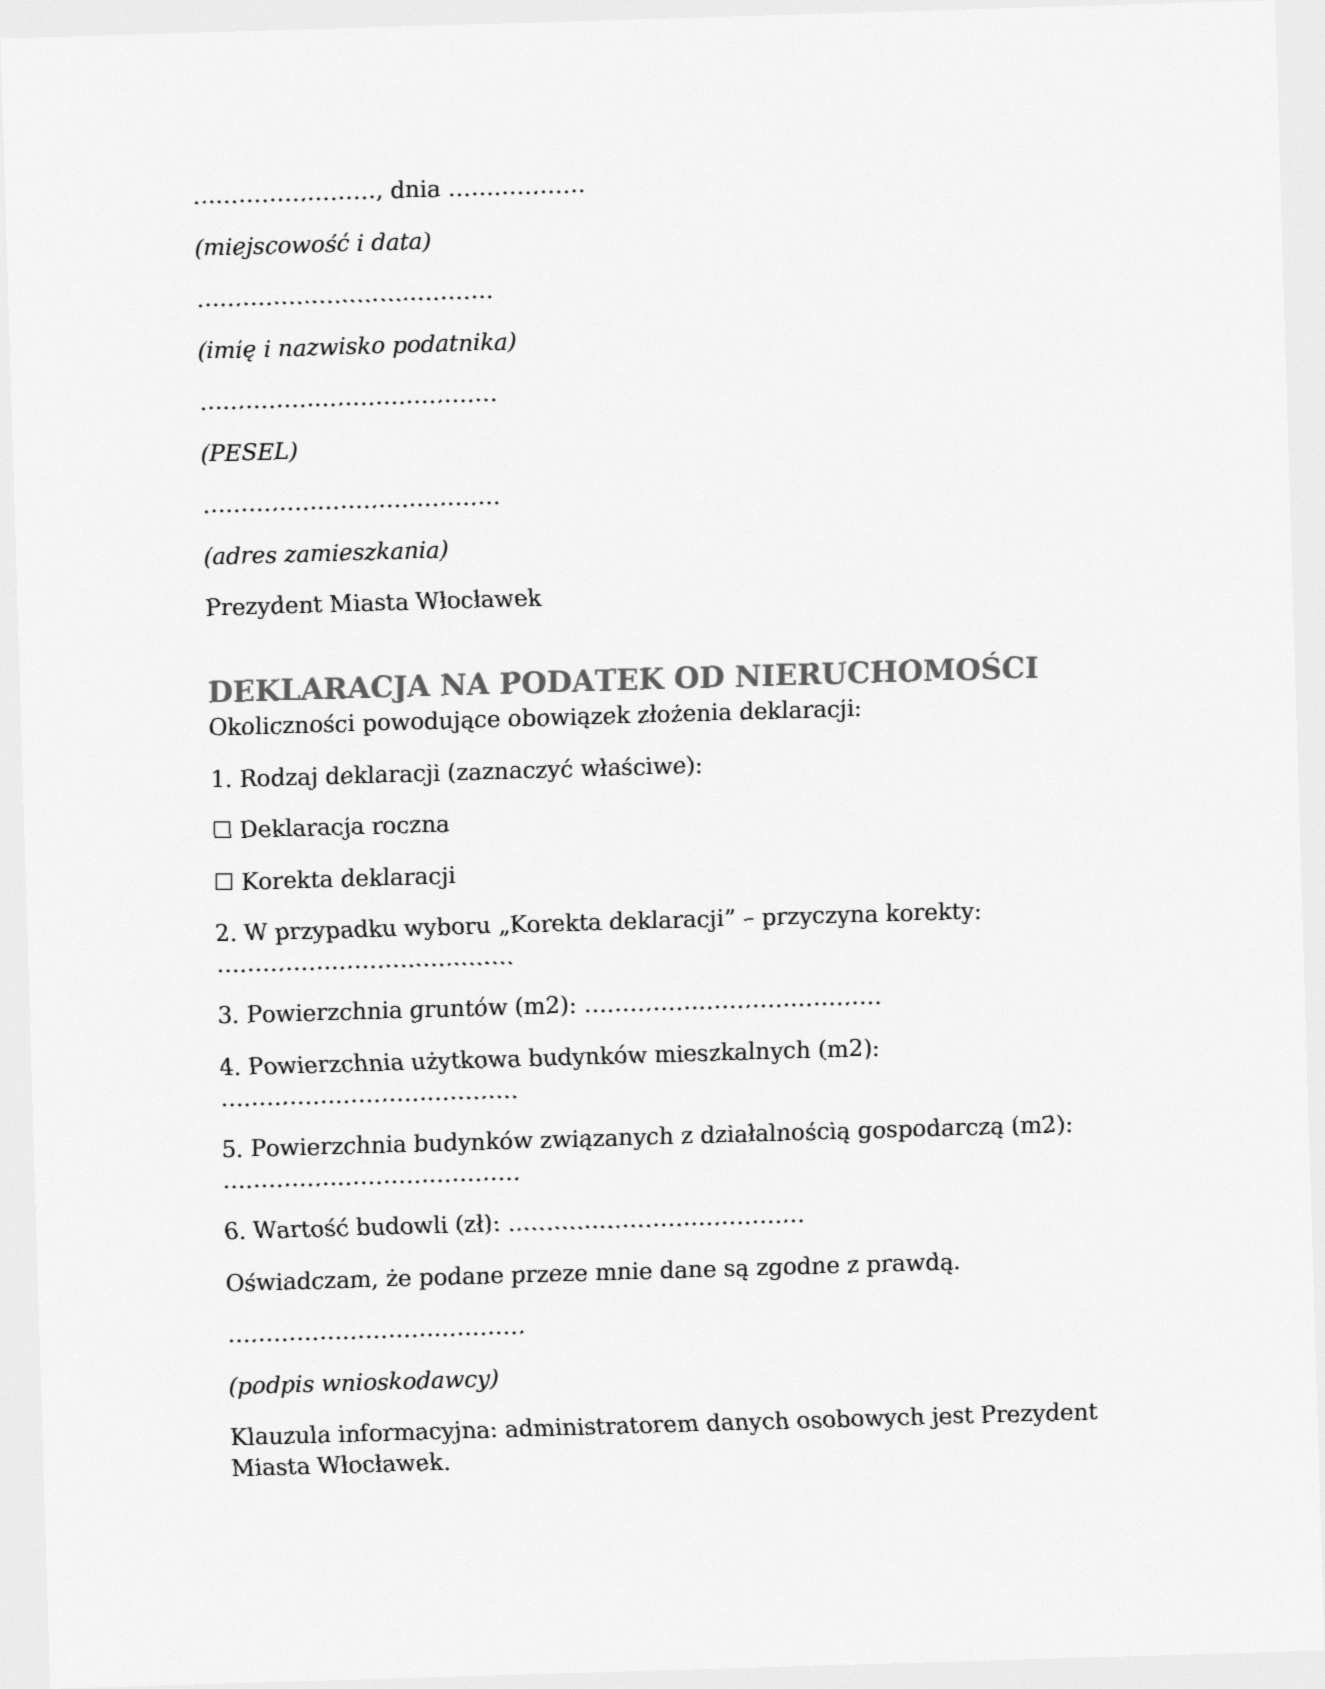 ........................, dnia ..................
(miejscowość i data)
.......................................
(imię i nazwisko podatnika)
.......................................
(PESEL)
.......................................
(adres zamieszkania)
Prezydent Miasta Włocławek
DEKLARACJA NA PODATEK OD NIERUCHOMOŚCI
Okoliczności powodujące obowiązek złożenia deklaracji:
1. Rodzaj deklaracji (zaznaczyć właściwe):
☐ Deklaracja roczna
☐ Korekta deklaracji
2. W przypadku wyboru „Korekta deklaracji” – przyczyna korekty:
.......................................
3. Powierzchnia gruntów (m2): .......................................
4. Powierzchnia użytkowa budynków mieszkalnych (m2):
.......................................
5. Powierzchnia budynków związanych z działalnością gospodarczą (m2):
.......................................
6. Wartość budowli (zł): .......................................
Oświadczam, że podane przeze mnie dane są zgodne z prawdą.
.......................................
(podpis wnioskodawcy)
Klauzula informacyjna: administratorem danych osobowych jest Prezydent
Miasta Włocławek.